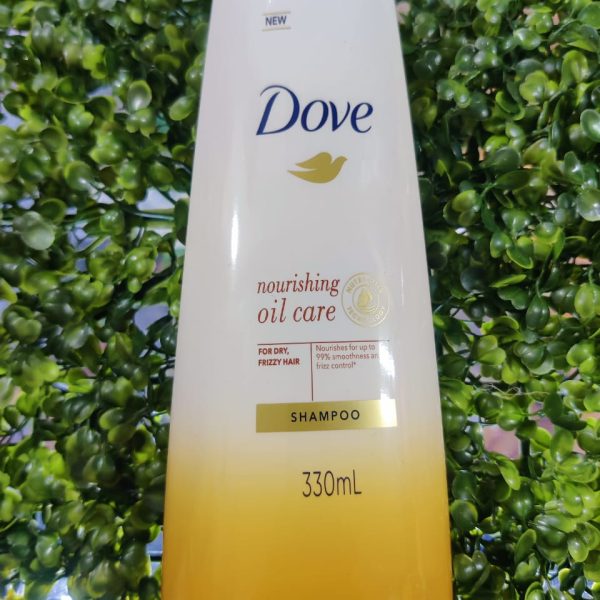 NEW
Dove
nourishing
oil care
FOR DRY,
FRIZZY HAIR
Nourishes for up to
99% smoothness an
frizz control*
SHAMPOO
330mL